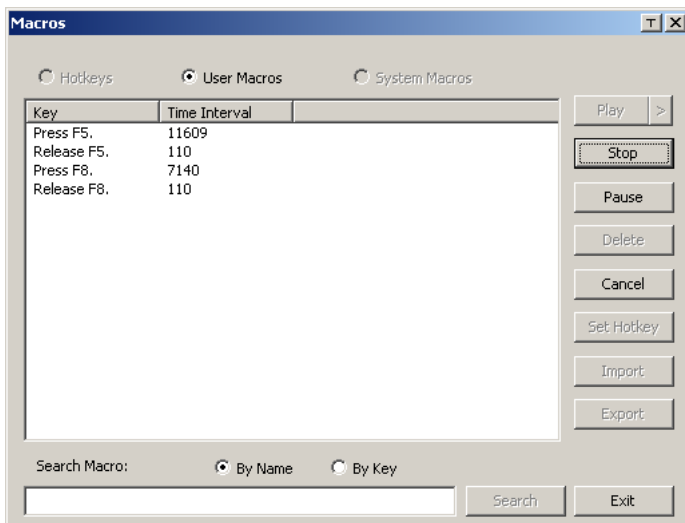 Macros
Hotkeys User Macros System Macros
Key Time Interval
Press F5. 11609
Release F5. 110
Press F8. 7140
Release F8. 110
Play >
Stop
Pause
Delete
Cancel
Set Hotkey
Import
Export
Search Macro: By Name By Key
Search Exit